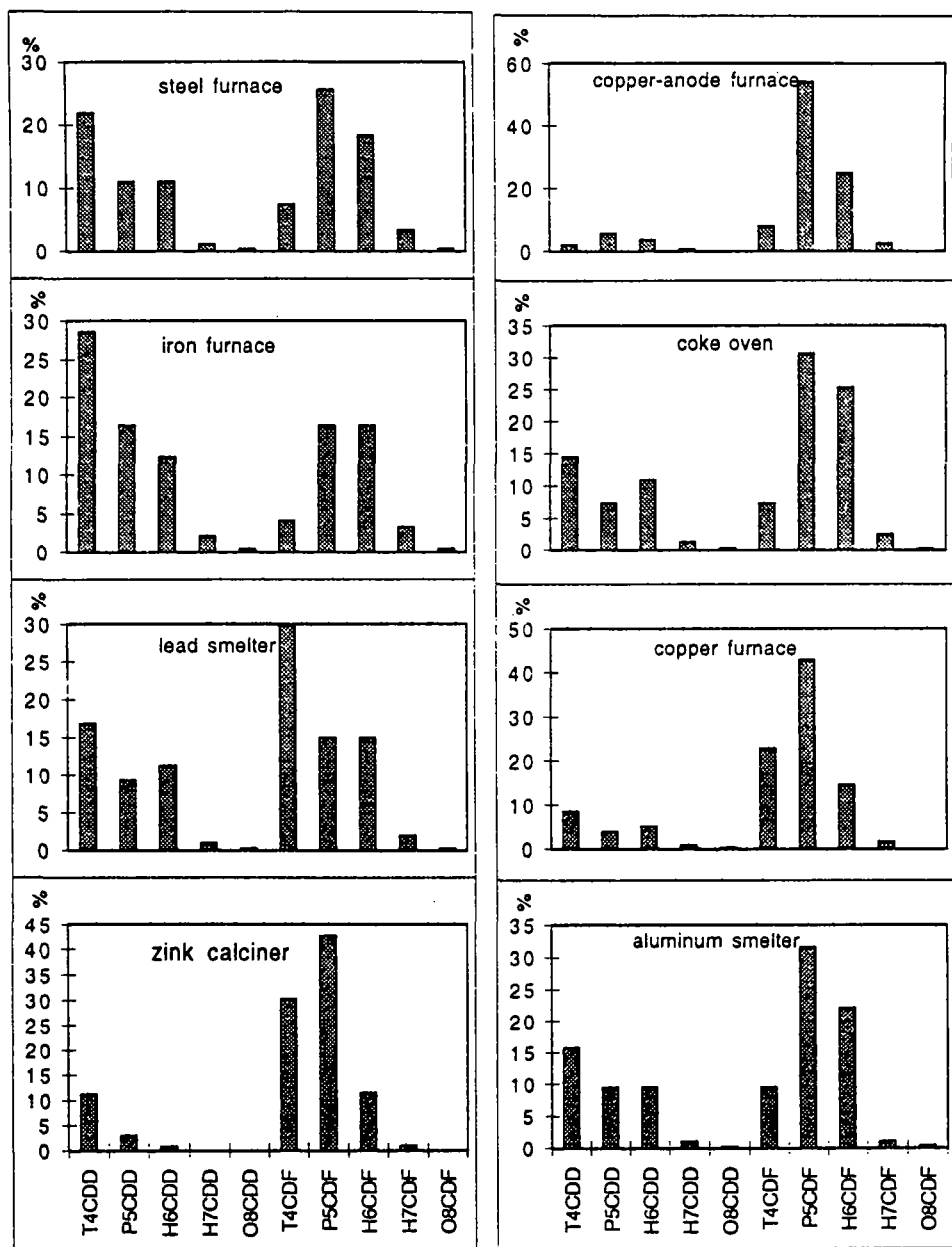 %
steel furnace
30
20
10
0
%
copper-anode furnace
60
40
20
0
%
iron furnace
30
25
20
15
10
5
0
%
coke oven
35
30
25
20
15
10
5
0
%
lead smelter
30
25
20
15
10
5
0
%
copper furnace
50
40
30
20
10
0
%
zink calciner
45
40
35
30
25
20
15
10
5
0
%
aluminum smelter
35
30
25
20
15
10
5
0
T4CDD
P5CDD
H6CDD
H7CDD
O8CDD
T4CDF
P5CDF
H6CDF
H7CDF
O8CDF
T4CDD
P5CDD
H6CDD
H7CDD
O8CDD
T4CDF
P5CDF
H6CDF
H7CDF
O8CDF